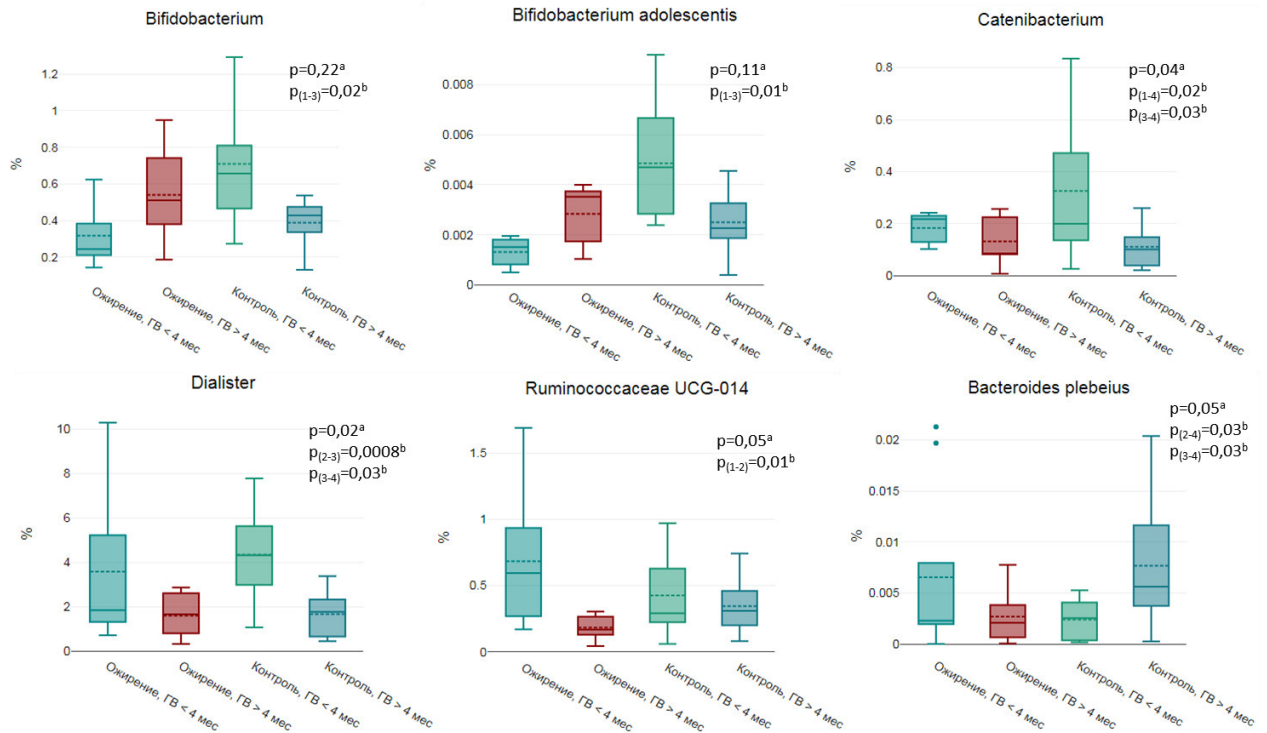 Bifidobacterium
p=0,22ᵃ
p(1-3)=0,02ᵇ
1.2
1
0.8
0.6
0.4
0.2
%
Ожирение, ГВ < 4 мес
Ожирение, ГВ > 4 мес
Контроль, ГВ < 4 мес
Контроль, ГВ > 4 мес
Bifidobacterium adolescentis
p=0,11ᵃ
p(1-3)=0,01ᵇ
0.008
0.006
0.004
0.002
0
%
Ожирение, ГВ < 4 мес
Ожирение, ГВ > 4 мес
Контроль, ГВ < 4 мес
Контроль, ГВ > 4 мес
Catenibacterium
p=0,04ᵃ
p(1-4)=0,02ᵇ
p(3-4)=0,03ᵇ
0.8
0.6
0.4
0.2
0
%
Ожирение, ГВ < 4 мес
Ожирение, ГВ > 4 мес
Контроль, ГВ < 4 мес
Контроль, ГВ > 4 мес
Dialister
p=0,02ᵃ
p(2-3)=0,0008ᵇ
p(3-4)=0,03ᵇ
10
8
6
4
2
0
%
Ожирение, ГВ < 4 мес
Ожирение, ГВ > 4 мес
Контроль, ГВ < 4 мес
Контроль, ГВ > 4 мес
Ruminococcaceae UCG-014
p=0,05ᵃ
p(1-2)=0,01ᵇ
1.5
1
0.5
0
%
Ожирение, ГВ < 4 мес
Ожирение, ГВ > 4 мес
Контроль, ГВ < 4 мес
Контроль, ГВ > 4 мес
Bacteroides plebeius
p=0,05ᵃ
p(2-4)=0,03ᵇ
p(3-4)=0,03ᵇ
0.02
0.015
0.01
0.005
0
%
Ожирение, ГВ < 4 мес
Ожирение, ГВ > 4 мес
Контроль, ГВ < 4 мес
Контроль, ГВ > 4 мес